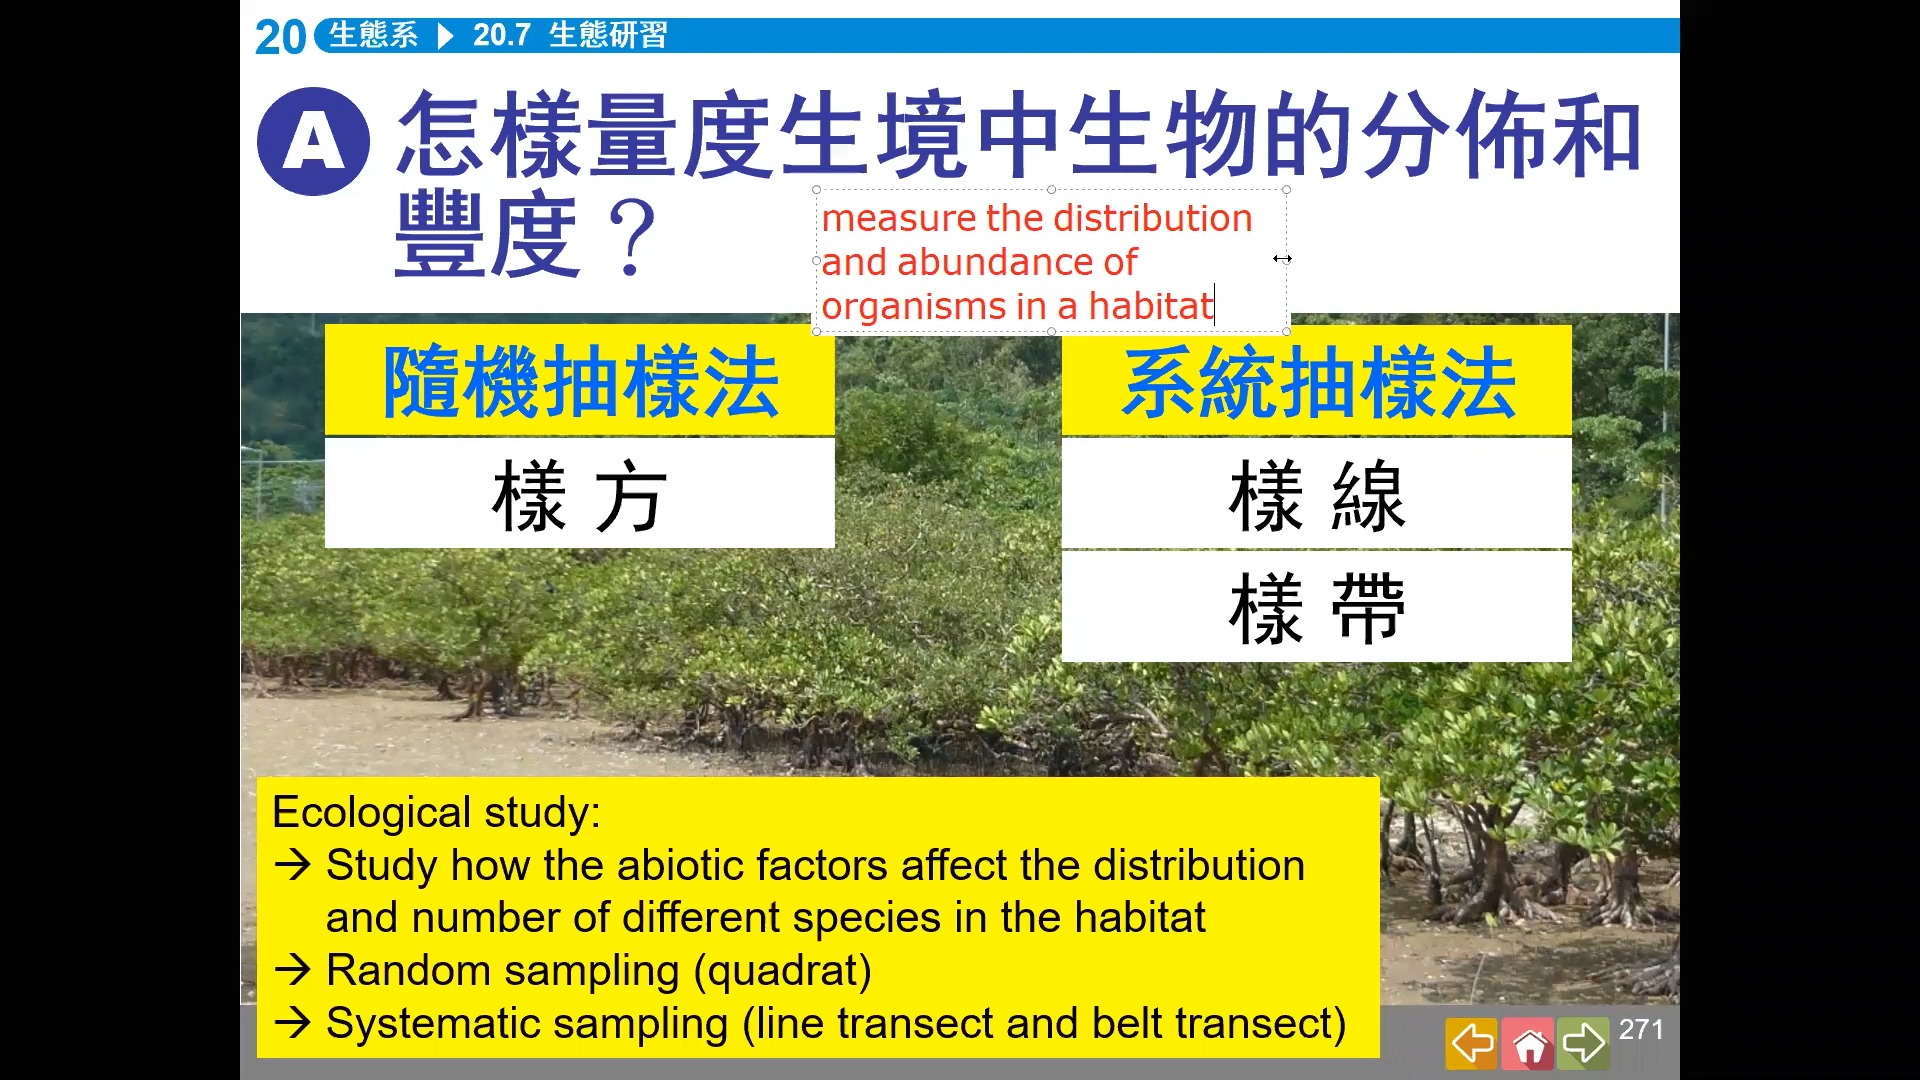 20 生態系 20.7 生態研習
A 怎樣量度生境中生物的分佈和
豐度？
measure the distribution
and abundance of
organisms in a habitat
隨機抽樣法
樣方
系統抽樣法
樣線
樣帶
Ecological study:
→ Study how the abiotic factors affect the distribution
and number of different species in the habitat
→ Random sampling (quadrat)
→ Systematic sampling (line transect and belt transect)
271